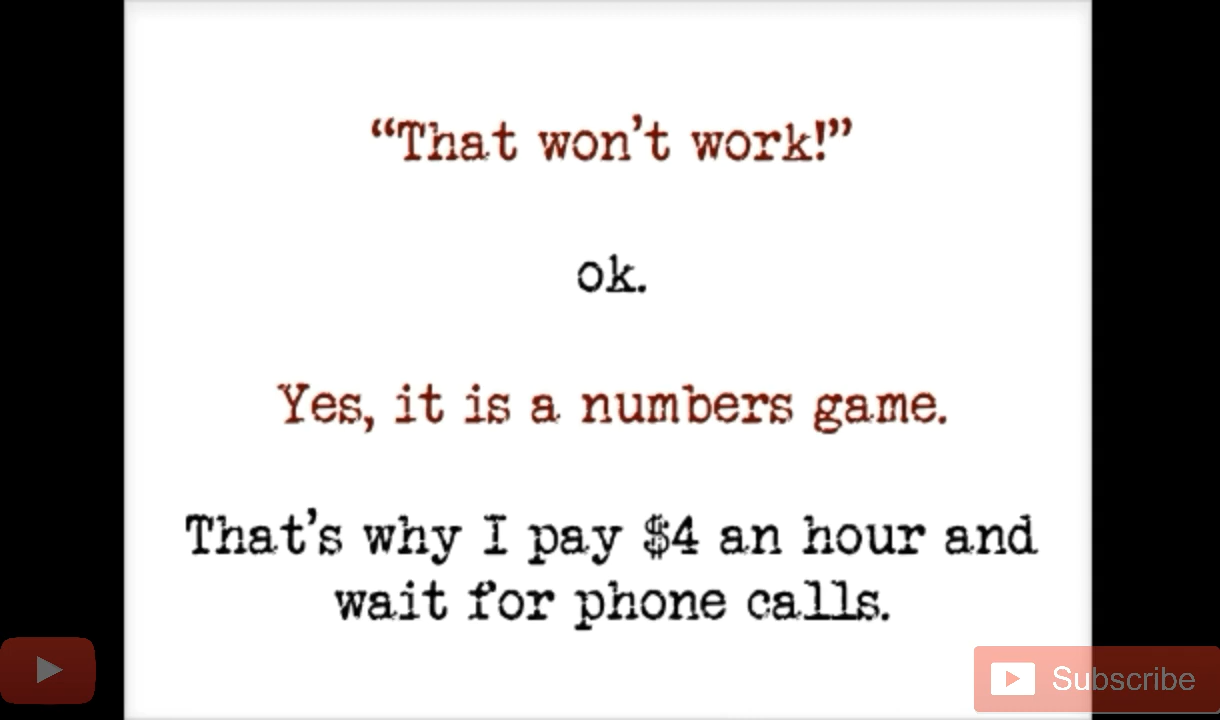 “That won’t work!”
ok.
Yes, it is a numbers game.
That’s why I pay $4 an hour and
wait for phone calls.
Subscribe